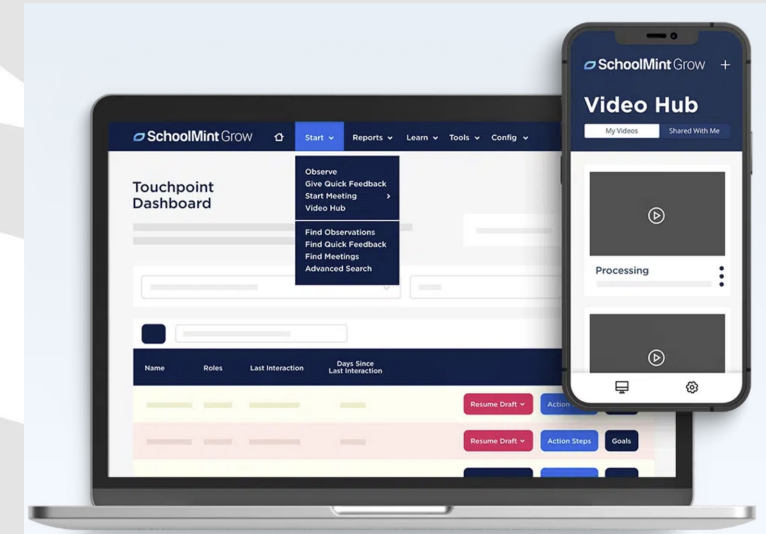 SchoolMint Grow
Start
Reports
Learn
Tools
Config
Observe
Give Quick Feedback
Start Meeting
Video Hub
Find Observations
Find Quick Feedback
Find Meetings
Advanced Search
Touchpoint
Dashboard
Name
Roles
Last Interaction
Days Since
Last Interaction
Resume Draft
Action
Resume Draft
Action Steps
Goals
SchoolMint Grow
Video Hub
My Videos
Shared With Me
Processing